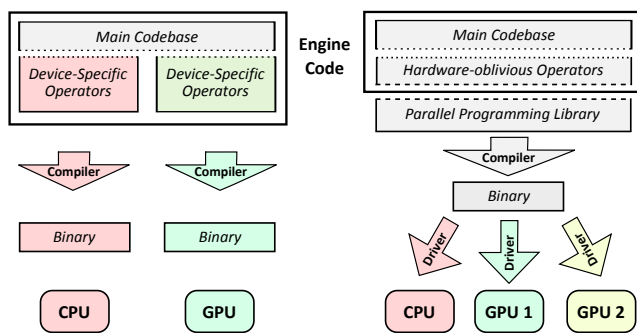 Main Codebase
Device-Specific
Operators
Device-Specific
Operators
Compiler
Compiler
Binary
Binary
CPU
GPU
Engine
Code
Main Codebase
Hardware-oblivious Operators
Parallel Programming Library
Compiler
Binary
Driver
Driver
Driver
CPU
GPU 1
GPU 2